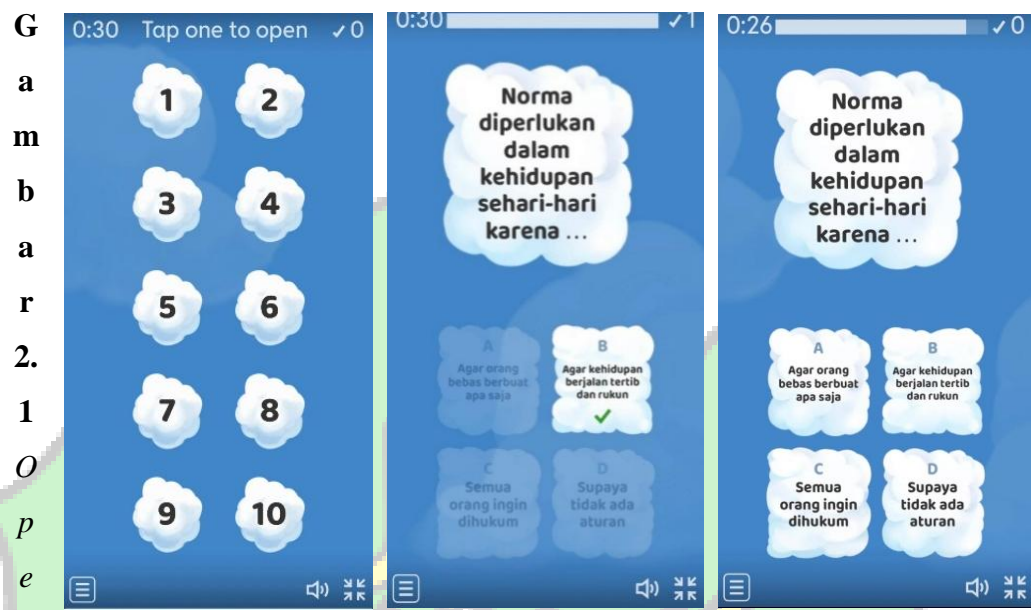 G
a
m
b
a
r
2.
1
O
p
e
0:30 Tap one to open ✓ 0
1 2
3 4
5 6
7 8
9 10
0:30 ✓ 1
Norma
diperlukan
dalam
kehidupan
sehari-hari
karena ...
A
Agar orang
bebas berbuat
apa saja
B
Agar kehidupan
berjalan tertib
dan rukun
✓
C
Semua
orang ingin
dihukum
D
Supaya
tidak ada
aturan
0:26 ✓ 0
Norma
diperlukan
dalam
kehidupan
sehari-hari
karena ...
A
Agar orang
bebas berbuat
apa saja
B
Agar kehidupan
berjalan tertib
dan rukun
C
Semua
orang ingin
dihukum
D
Supaya
tidak ada
aturan